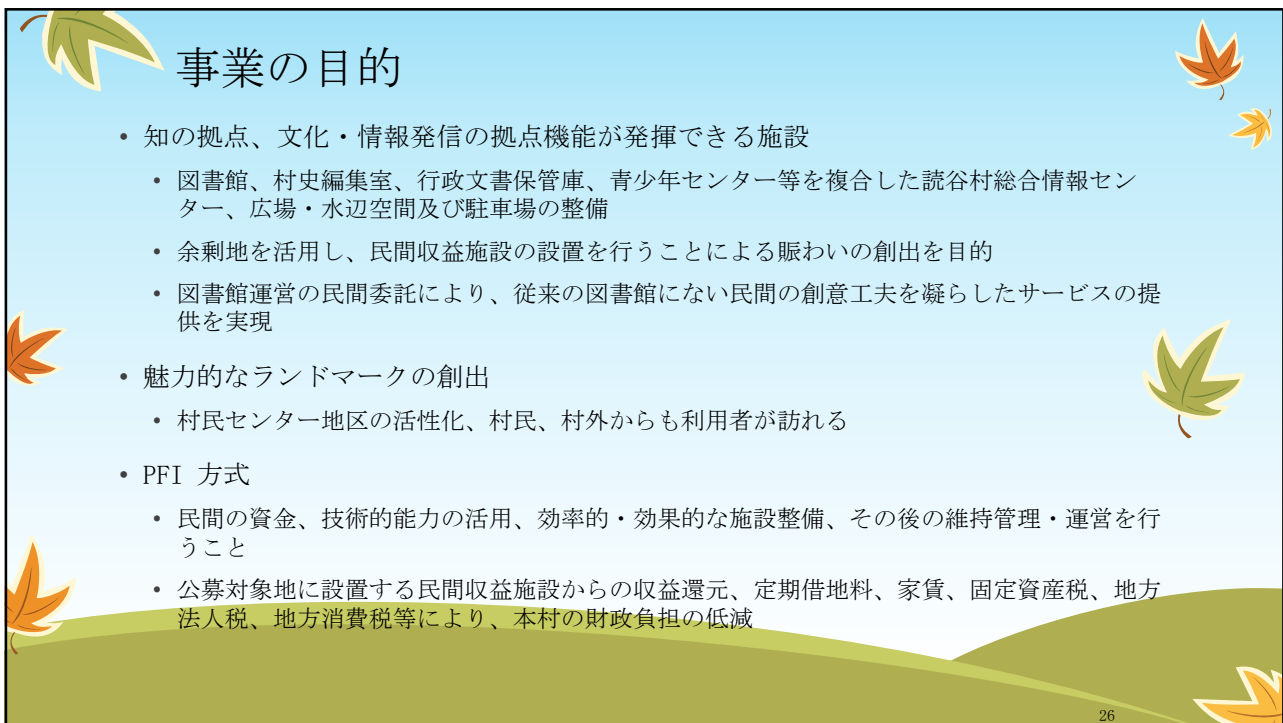 事業の目的
• 知の拠点、文化・情報発信の拠点機能が発揮できる施設
• 図書館、村史編集室、行政文書保管庫、青少年センター等を複合した読谷村総合情報セン
ター、広場・水辺空間及び駐車場の整備
• 余剰地を活用し、民間収益施設の設置を行うことによる賑わいの創出を目的
• 図書館運営の民間委託により、従来の図書館にない民間の創意工夫を凝らしたサービスの提
供を実現
• 魅力的なランドマークの創出
• 村民センター地区の活性化、村民、村外からも利用者が訪れる
• PFI 方式
• 民間の資金、技術的能力の活用、効率的・効果的な施設整備、その後の維持管理・運営を行
うこと
• 公募対象地に設置する民間収益施設からの収益還元、定期借地料、家賃、固定資産税、地方
法人税、地方消費税等により、本村の財政負担の低減
26